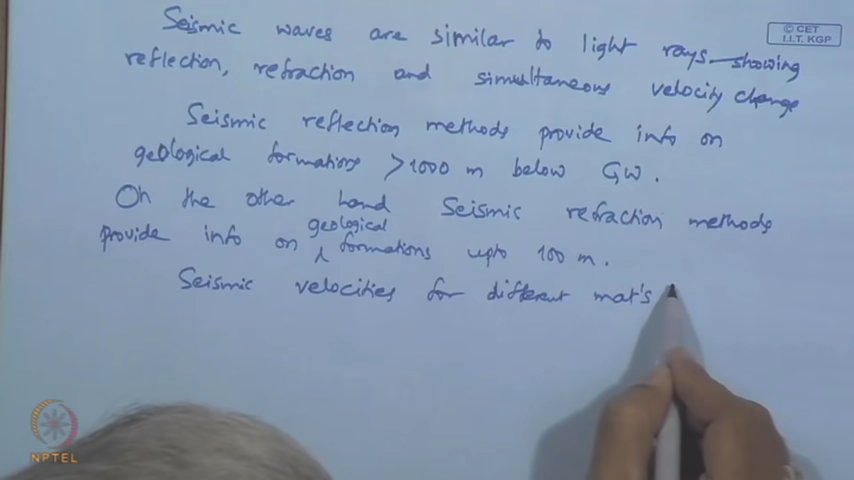 © CET
I.I.T. KGP
Seismic waves are similar to light rays – showing
reflection, refraction and simultaneous velocity change
Seismic reflection methods provide info on
geological formations >1000 m below GW.
On the other hand Seismic refraction methods
provide info on geological formations upto 100 m.
Seismic velocities for different mat's
NPTEL